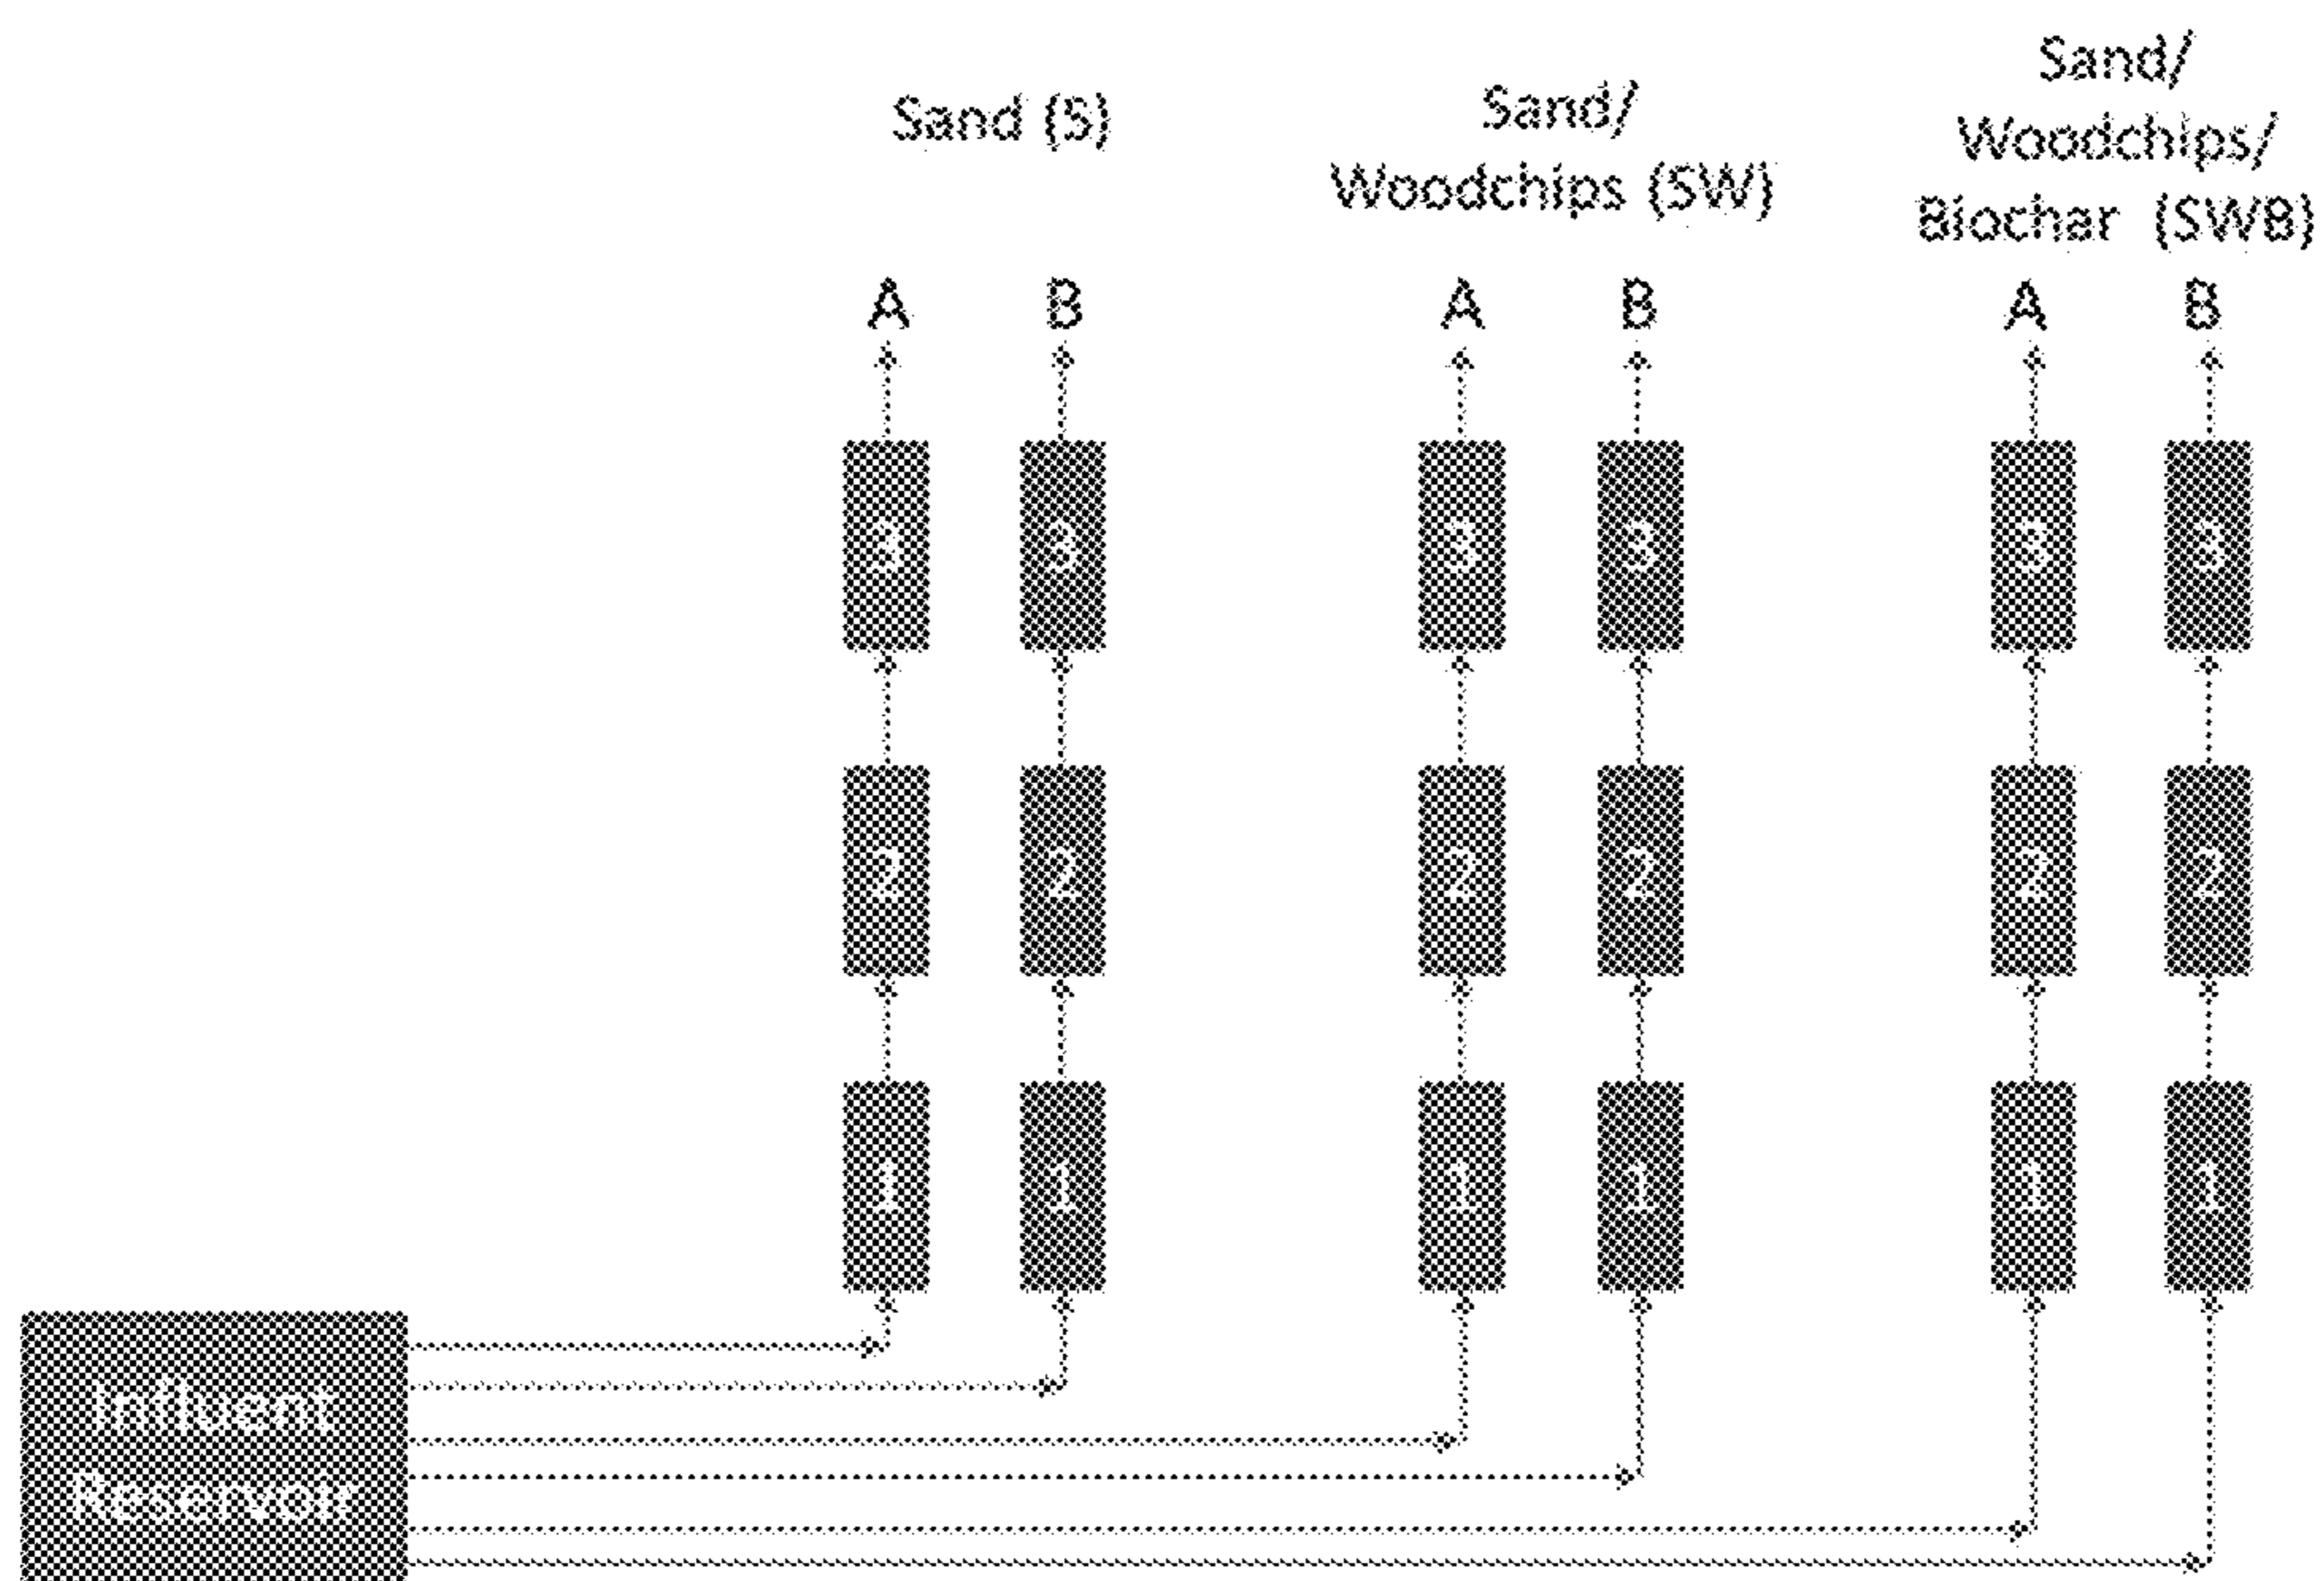 Sand (S)
Sand/
Woodchips (SW)
Sand/
Woodchips/
Biochar (SWB)
A B A B A B
3 3 3 3 3 3
2 2 2 2 2 2
1 1 1 1 1 1
Influent
Reservoir